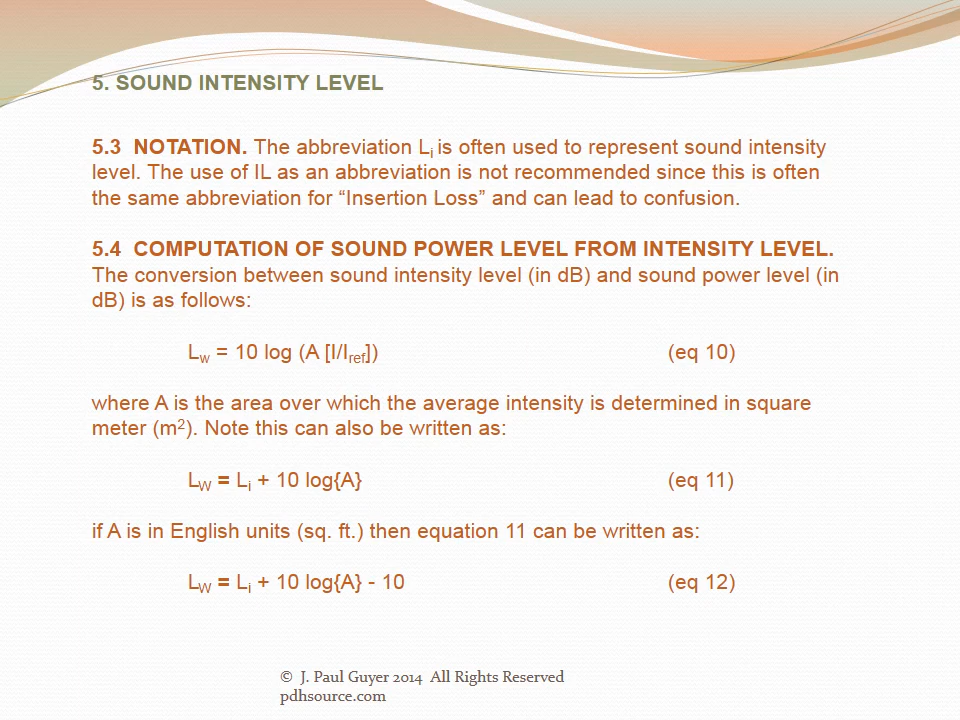 5. SOUND INTENSITY LEVEL
5.3 NOTATION. The abbreviation Li is often used to represent sound intensity
level. The use of IL as an abbreviation is not recommended since this is often
the same abbreviation for “Insertion Loss” and can lead to confusion.
5.4 COMPUTATION OF SOUND POWER LEVEL FROM INTENSITY LEVEL.
The conversion between sound intensity level (in dB) and sound power level (in
dB) is as follows:
Lw = 10 log (A [I/Iref]) (eq 10)
where A is the area over which the average intensity is determined in square
meter (m²). Note this can also be written as:
LW = Li + 10 log{A} (eq 11)
if A is in English units (sq. ft.) then equation 11 can be written as:
LW = Li + 10 log{A} - 10 (eq 12)
© J. Paul Guyer 2014 All Rights Reserved
pdhsource.com